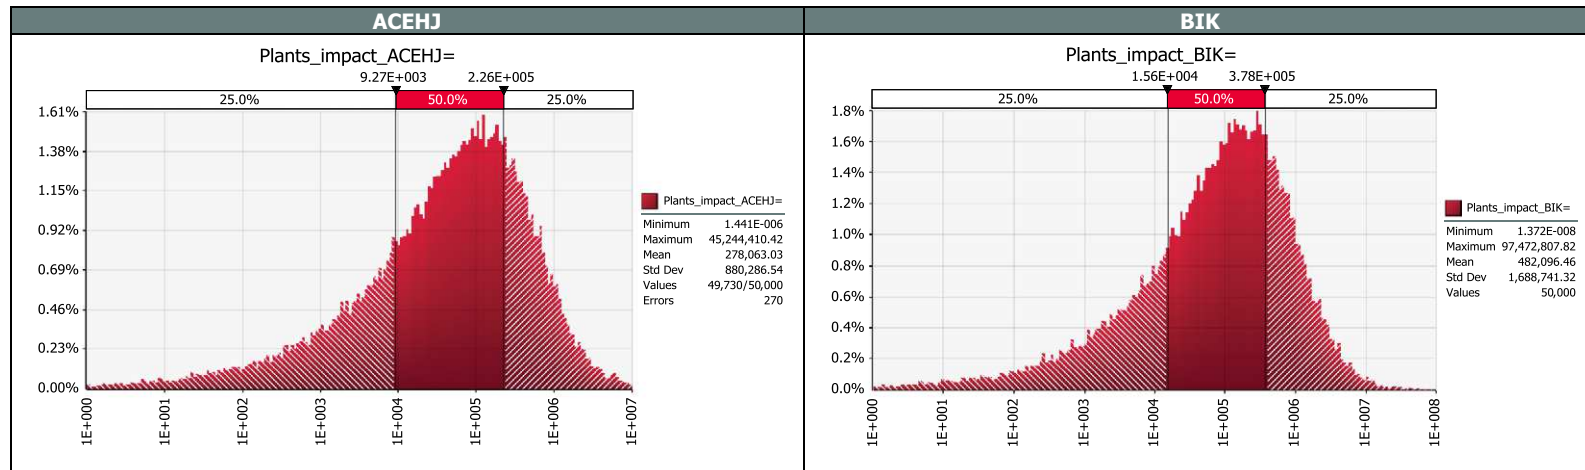 ACEHJ
Plants_impact_ACEHJ=
9.27E+003 2.26E+005
25.0% 50.0% 25.0%
1.61%
1.38%
1.15%
0.92%
0.69%
0.46%
0.23%
0.00%
1E+000 1E+001 1E+002 1E+003 1E+004 1E+005 1E+006 1E+007
Plants_impact_ACEHJ=
Minimum 1.441E-006
Maximum 45,244,410.42
Mean 278,063.03
Std Dev 880,286.54
Values 49,730/50,000
Errors 270
BIK
Plants_impact_BIK=
1.56E+004 3.78E+005
25.0% 50.0% 25.0%
1.8%
1.6%
1.4%
1.2%
1.0%
0.8%
0.6%
0.4%
0.2%
0.0%
1E+000 1E+001 1E+002 1E+003 1E+004 1E+005 1E+006 1E+007 1E+008
Plants_impact_BIK=
Minimum 1.372E-008
Maximum 97,472,807.82
Mean 482,096.46
Std Dev 1,688,741.32
Values 50,000